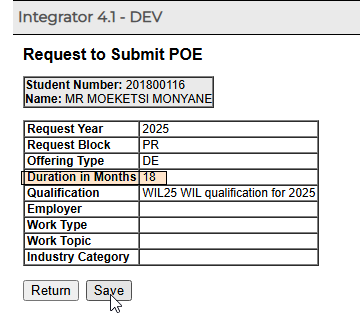 Integrator 4.1 - DEV
Request to Submit POE
Student Number: 201800116
Name: MR MOEKETSI MONYANE
Request Year 2025
Request Block PR
Offering Type DE
Duration in Months 18
Qualification WIL25 WIL qualification for 2025
Employer
Work Type
Work Topic
Industry Category
Return Save